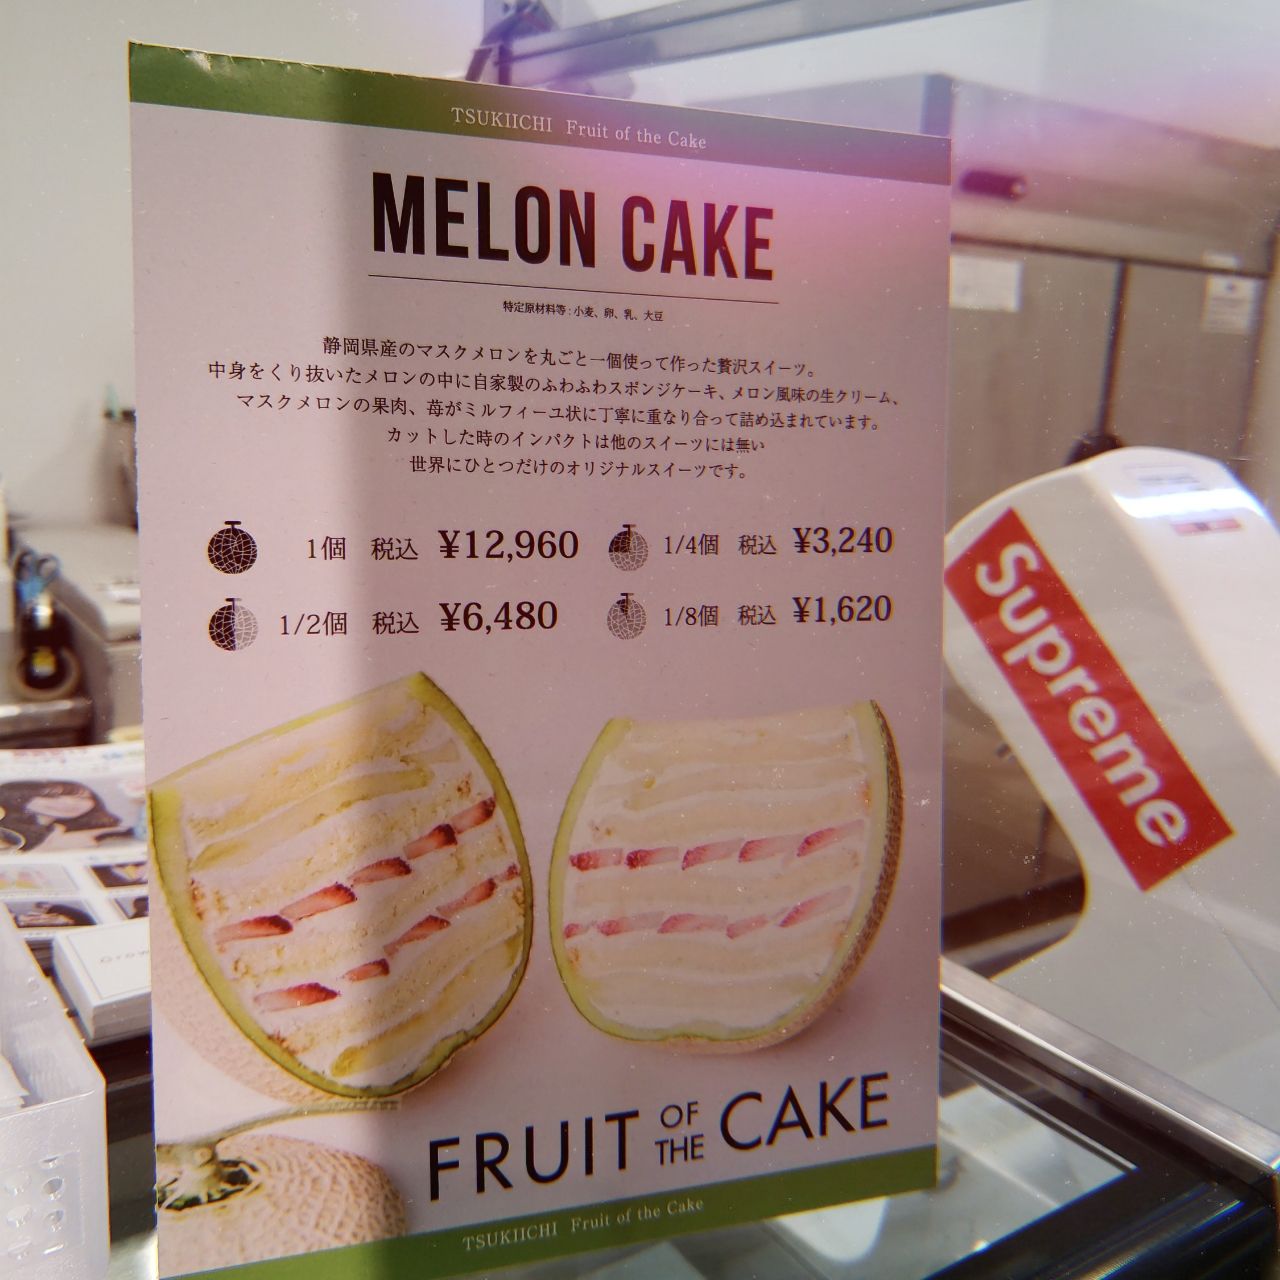 TSUKIICHI Fruit of the Cake
MELON CAKE
特定原材料等：小麦、卵、乳、大豆
静岡県産のマスクメロンを丸ごと一個使って作った贅沢スイーツ。
中身をくり抜いたメロンの中に自家製のふわふわスポンジケーキ、メロン風味の生クリーム、
マスクメロンの果肉、苺がミルフィーユ状に丁寧に重なり合って詰め込まれています。
カットした時のインパクトは他のスイーツには無い
世界にひとつだけのオリジナルスイーツです。
1個 税込 ¥12,960 1/4個 税込 ¥3,240
1/2個 税込 ¥6,480 1/8個 税込 ¥1,620
FRUIT OF THE CAKE
TSUKIICHI Fruit of the Cake
Supreme